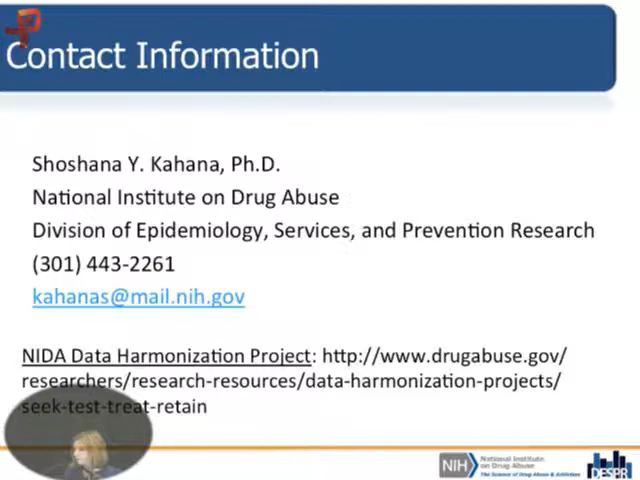 Contact Information
Shoshana Y. Kahana, Ph.D.
National Institute on Drug Abuse
Division of Epidemiology, Services, and Prevention Research
(301) 443-2261
kahanas@mail.nih.gov
NIDA Data Harmonization Project: http://www.drugabuse.gov/
researchers/research-resources/data-harmonization-projects/
seek-test-treat-retain
NIH
National Institute
on Drug Abuse
The Science of Drug Abuse & Addiction
DESPR